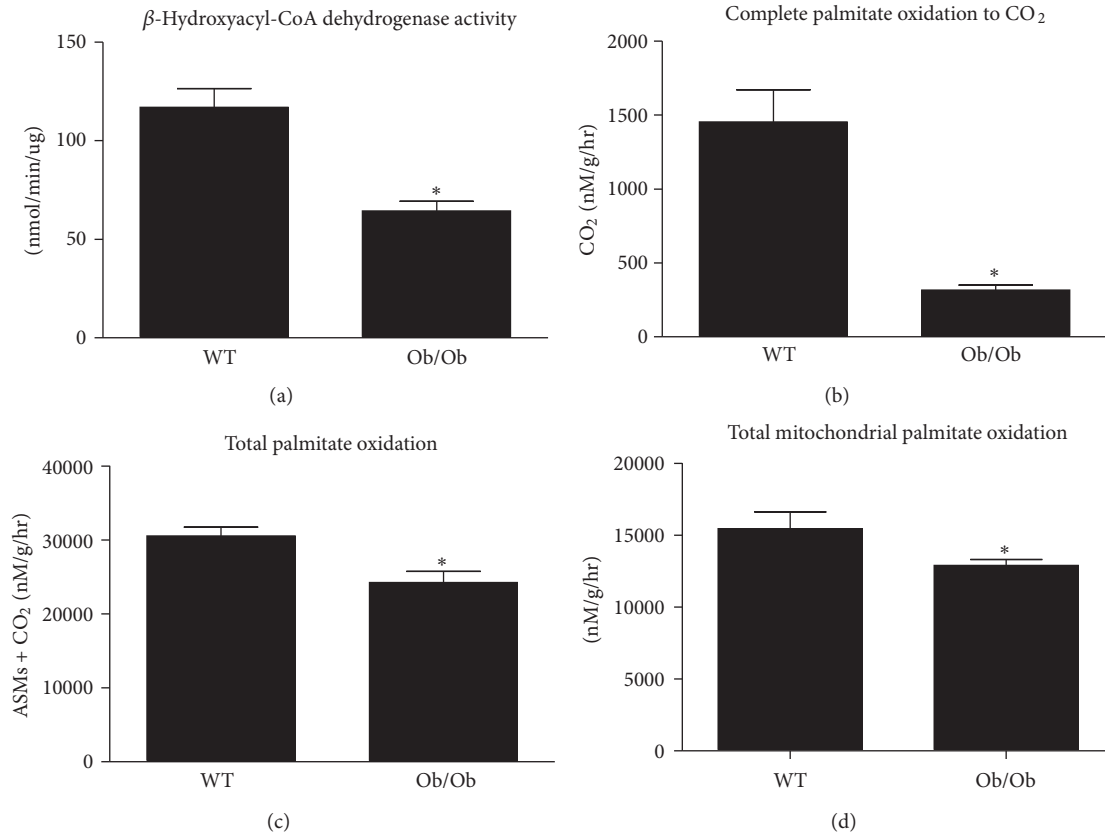 β-Hydroxyacyl-CoA dehydrogenase activity
(nmol/min/ug)
150
100
50
0
*
WT
Ob/Ob
(a)
Complete palmitate oxidation to CO₂
CO₂ (nM/g/hr)
2000
1500
1000
500
0
*
WT
Ob/Ob
(b)
Total palmitate oxidation
ASMs + CO₂ (nM/g/hr)
40000
30000
20000
10000
0
*
WT
Ob/Ob
(c)
Total mitochondrial palmitate oxidation
(nM/g/hr)
20000
15000
10000
5000
0
*
WT
Ob/Ob
(d)